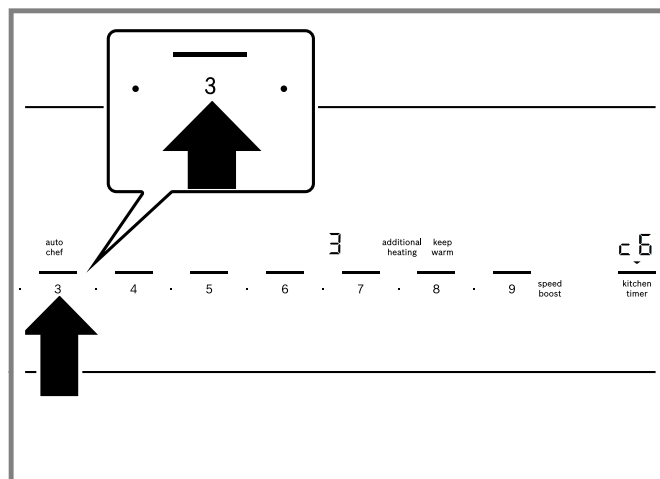 3
auto
chef
3
additional
heating
keep
warm
c6
3 4 5 6 7 8 9
speed
boost
kitchen
timer